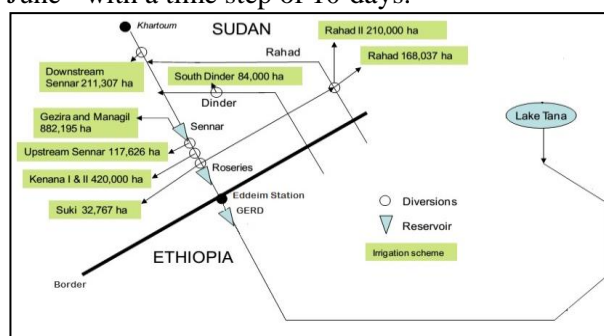 June" with a time step of 10-days.
Khartoum
SUDAN
Rahad II 210,000 ha
Rahad
Rahad 168,037 ha
Downstream
Sennar 211,307 ha
South Dinder 84,000 ha
Dinder
Gezira and Managil
882,195 ha
Sennar
Lake Tana
Upstream Sennar 117,626 ha
Roseries
Kenana I & II 420,000 ha
Eddeim Station
Diversions
Suki 32,767 ha
GERD
Reservoir
ETHIOPIA
Irrigation scheme
Border